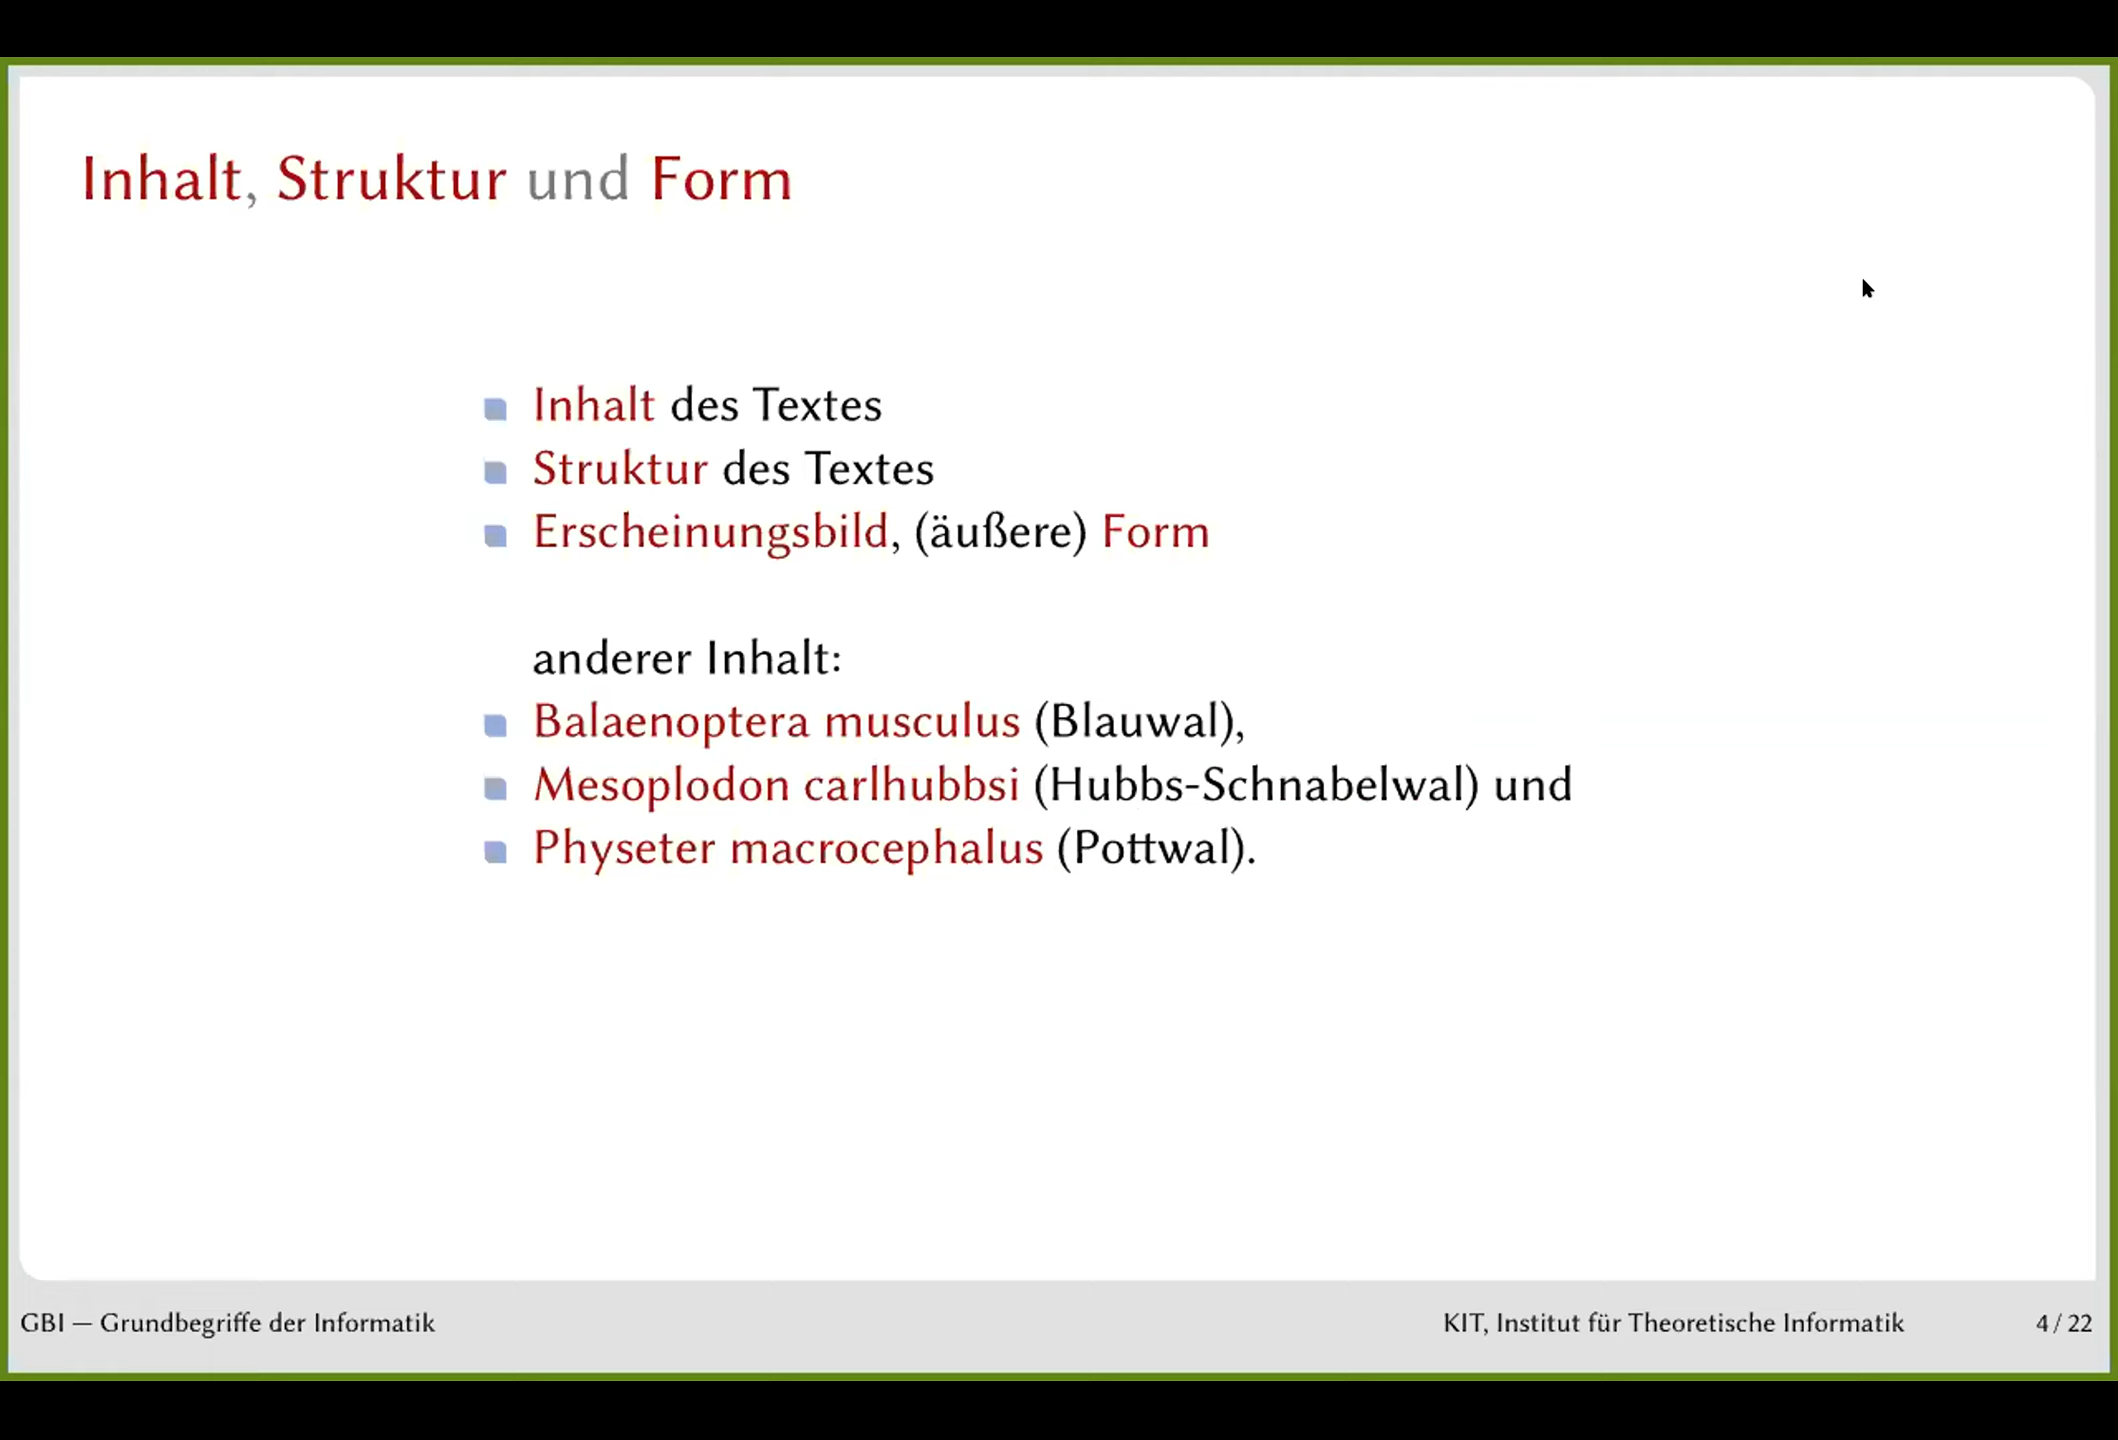 Inhalt, Struktur und Form
Inhalt des Textes
Struktur des Textes
Erscheinungsbild, (äußere) Form
anderer Inhalt:
Balaenoptera musculus (Blauwal),
Mesoplodon carlhubbsi (Hubbs-Schnabelwal) und
Physeter macrocephalus (Pottwal).
GBI — Grundbegriffe der Informatik
KIT, Institut für Theoretische Informatik
4 / 22